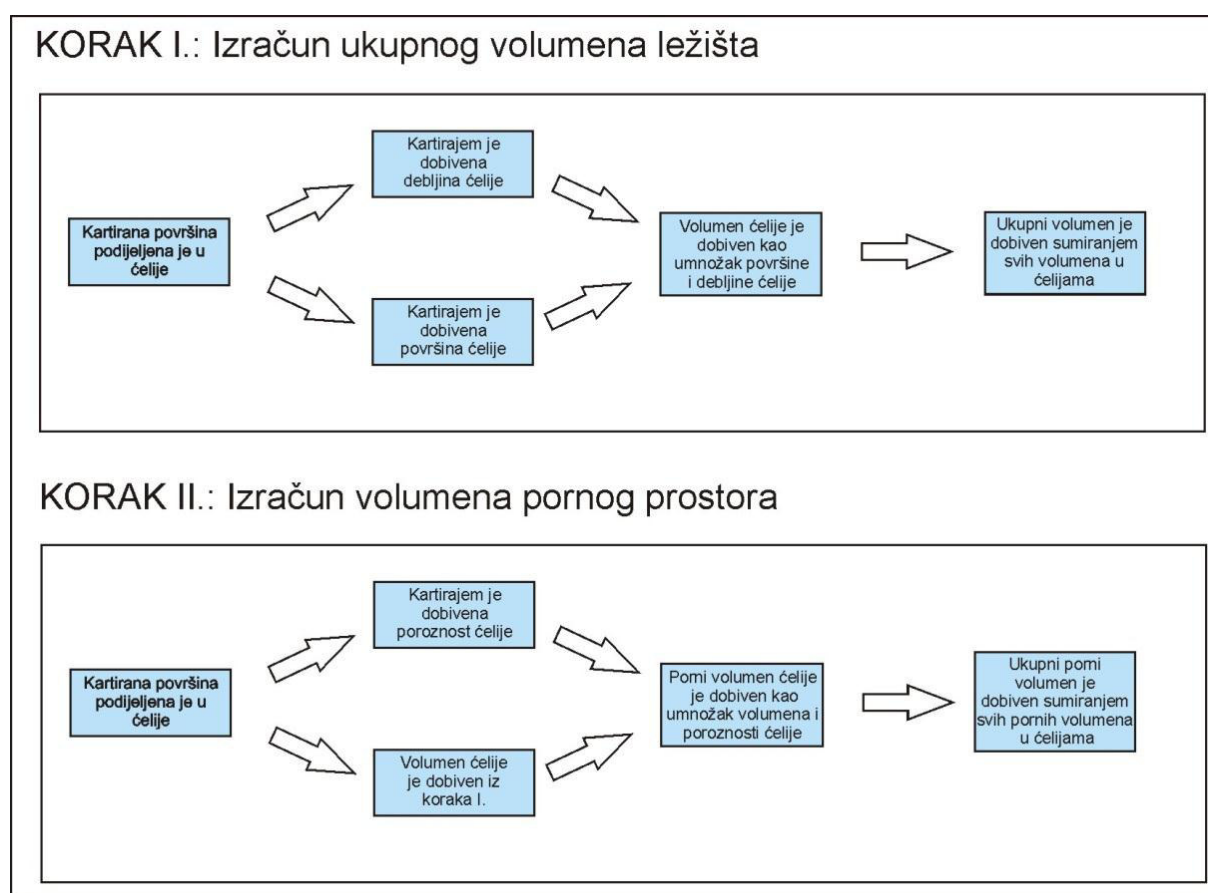 KORAK I.: Izračun ukupnog volumena ležišta
Kartirana površina
podijeljena je u
ćelije
Kartirajem je
dobivena
debljina ćelije
Kartirajem je
dobivena
površina ćelije
Volumen ćelije je
dobiven kao
umnožak površine
i debljine ćelije
Ukupni volumen je
dobiven sumiranjem
svih volumena u
ćelijama
KORAK II.: Izračun volumena pornog prostora
Kartirana površina
podijeljena je u
ćelije
Kartirajem je
dobivena
poroznost ćelije
Volumen ćelije
je dobiven iz
koraka I.
Porni volumen ćelije
je dobiven kao
umnožak volumena i
poroznosti ćelije
Ukupni porni
volumen je
dobiven sumiranjem
svih pornih volumena
u ćelijama